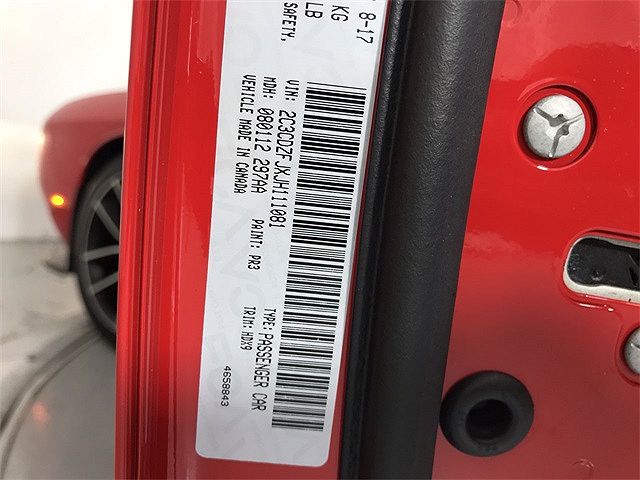 8-17
KG
LB
SAFETY,
VIN: 2C3CDZFJXJH111081
MDH: 080112 297AA
VEHICLE MADE IN CANADA
PAINT: PR3
TYPE: PASSENGER CAR
TRIM: HDX9
4658843